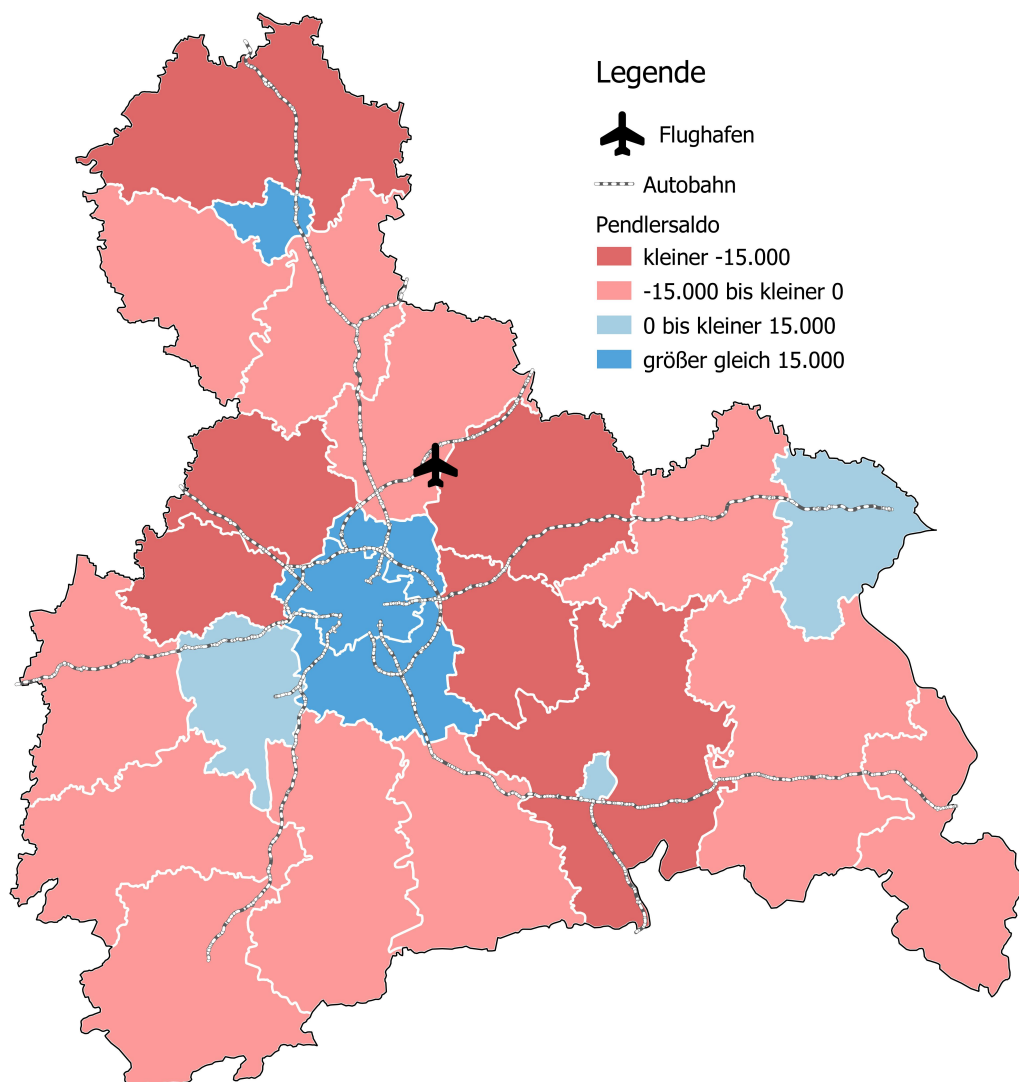 Legende
Flughafen
Autobahn
Pendlersaldo
kleiner -15.000
-15.000 bis kleiner 0
0 bis kleiner 15.000
größer gleich 15.000